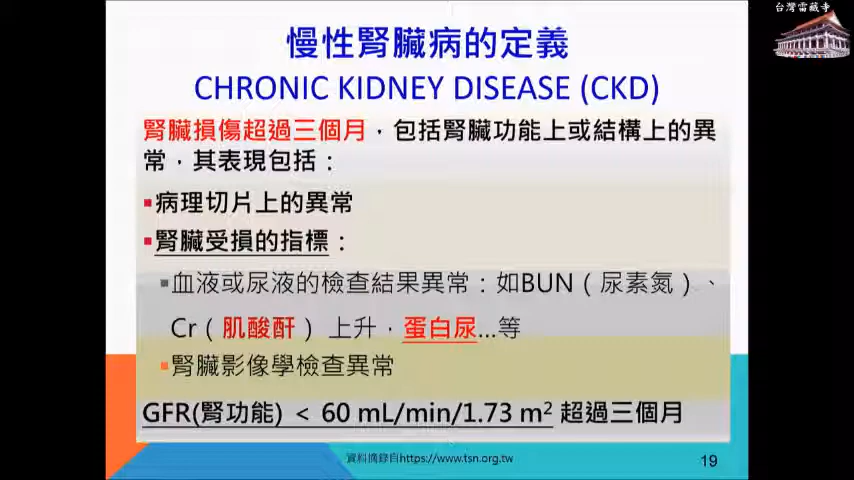 台灣雷藏寺
慢性腎臟病的定義
CHRONIC KIDNEY DISEASE (CKD)
腎臟損傷超過三個月，包括腎臟功能上或結構上的異
常，其表現包括：
▪病理切片上的異常
▪腎臟受損的指標：
▪血液或尿液的檢查結果異常：如BUN（尿素氮）、
Cr（肌酸酐） 上升，蛋白尿…等
▪腎臟影像學檢查異常
GFR(腎功能) < 60 mL/min/1.73 m² 超過三個月
資料摘錄自https://www.tsn.org.tw
19